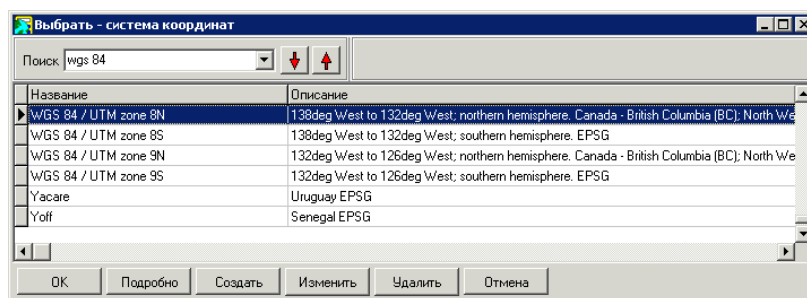 Выбрать - система координат
Поиск wgs 84
Название Описание
WGS 84 / UTM zone 8N 138deg West to 132deg West; northern hemisphere. Canada - British Columbia (BC); North We
WGS 84 / UTM zone 8S 138deg West to 132deg West; southern hemisphere. EPSG
WGS 84 / UTM zone 9N 132deg West to 126deg West; northern hemisphere. Canada - British Columbia (BC); North We
WGS 84 / UTM zone 9S 132deg West to 126deg West; southern hemisphere. EPSG
Yacare Uruguay EPSG
Yoff Senegal EPSG
OK Подробно Создать Изменить Удалить Отмена